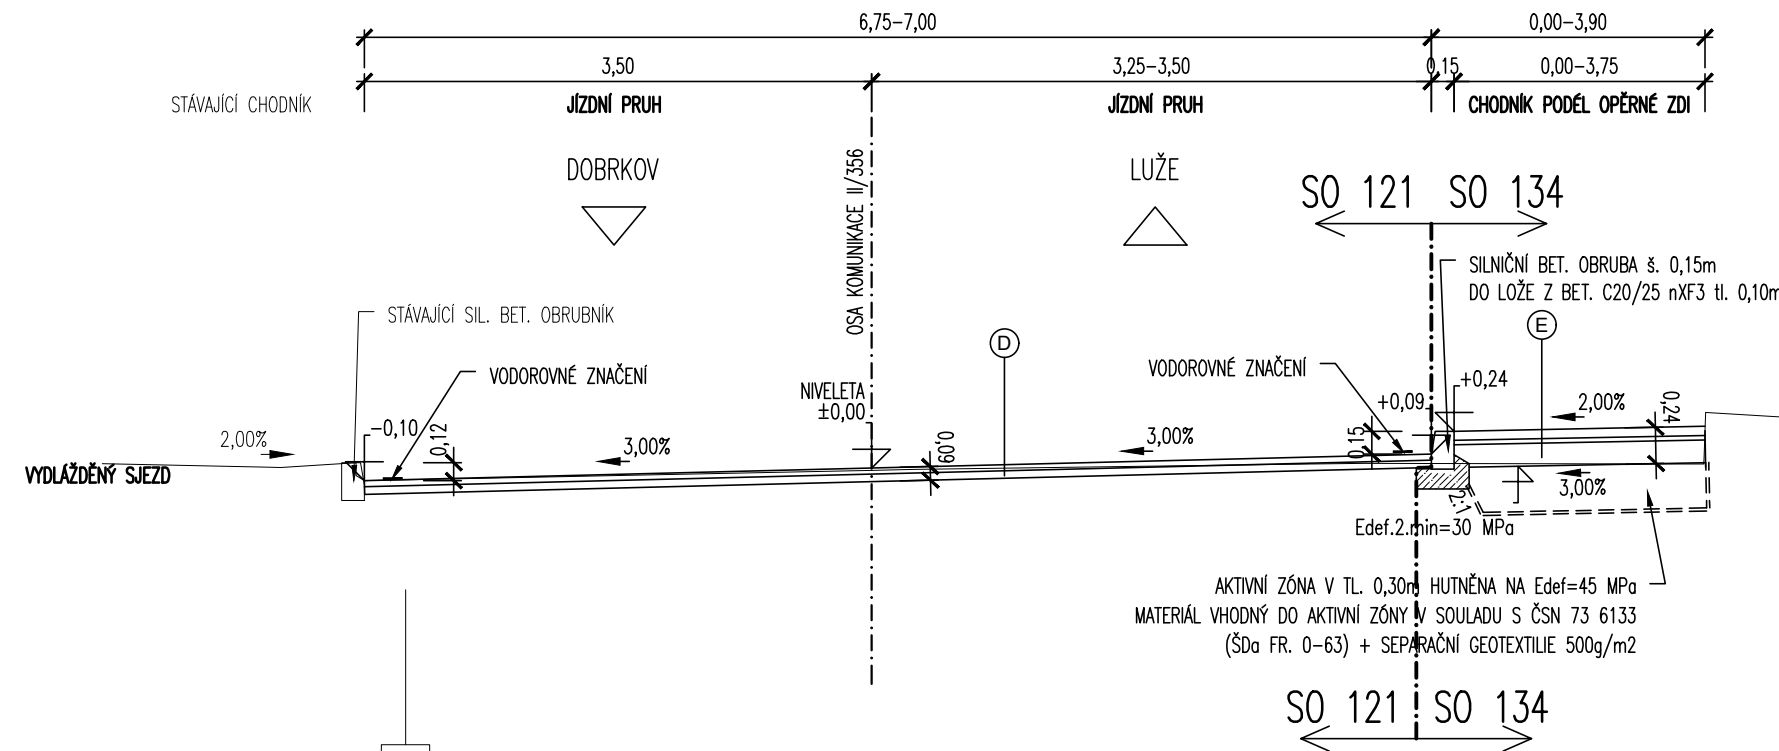 6,75-7,00
0,00-3,90
3,50
3,25-3,50
0,15
0,00-3,75
STÁVAJÍCÍ CHODNÍK
JÍZDNÍ PRUH
JÍZDNÍ PRUH
CHODNÍK PODÉL OPĚRNÉ ZDI
DOBRKOV
LUŽE
OSA KOMUNIKACE II/356
SO 121
SO 134
SILNIČNÍ BET. OBRUBA š. 0,15m
DO LOŽE Z BET. C20/25 nXF3 tl. 0,10m
STÁVAJÍCÍ SIL. BET. OBRUBNÍK
D
E
VODOROVNÉ ZNAČENÍ
VODOROVNÉ ZNAČENÍ
NIVELETA
±0,00
+0,24
+0,09
2,00%
0,24
-0,10
0,12
2,00%
3,00%
0,09
3,00%
0,15
VYDLÁŽDĚNÝ SJEZD
3,00%
2:1
Edef.2.min=30 MPa
AKTIVNÍ ZÓNA V TL. 0,30m HUTNĚNA NA Edef=45 MPa
MATERIÁL VHODNÝ DO AKTIVNÍ ZÓNY V SOULADU S ČSN 73 6133
(ŠDa FR. 0-63) + SEPARAČNÍ GEOTEXTILIE 500g/m2
SO 121
SO 134